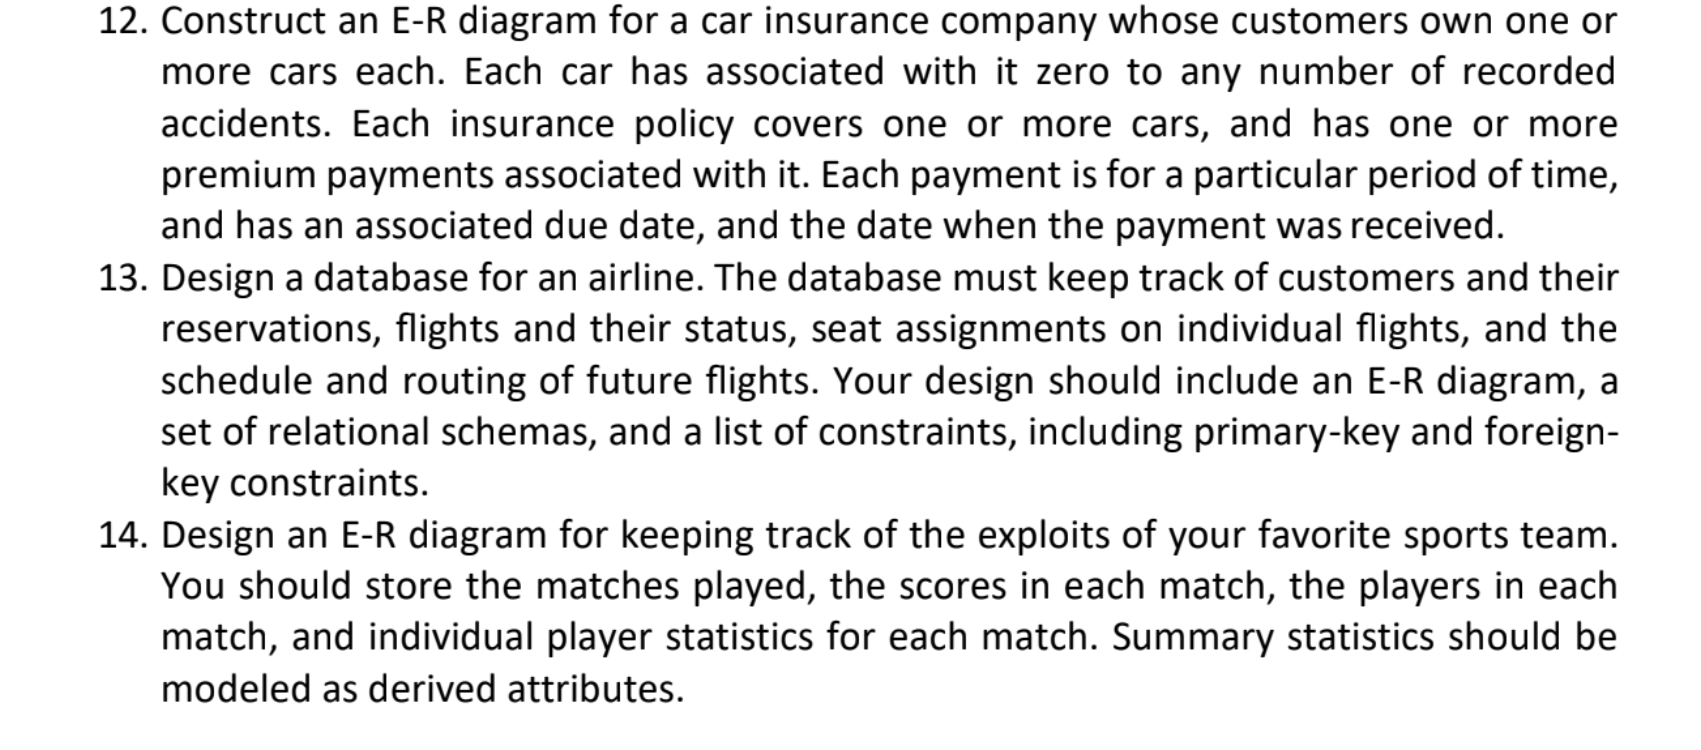 12. Construct an E-R diagram for a car insurance company whose customers own one or
more cars each. Each car has associated with it zero to any number of recorded
accidents. Each insurance policy covers one or more cars, and has one or more
premium payments associated with it. Each payment is for a particular period of time,
and has an associated due date, and the date when the payment was received.
13. Design a database for an airline. The database must keep track of customers and their
reservations, flights and their status, seat assignments on individual flights, and the
schedule and routing of future flights. Your design should include an E-R diagram, a
set of relational schemas, and a list of constraints, including primary-key and foreign-
key constraints.
14. Design an E-R diagram for keeping track of the exploits of your favorite sports team.
You should store the matches played, the scores in each match, the players in each
match, and individual player statistics for each match. Summary statistics should be
modeled as derived attributes.